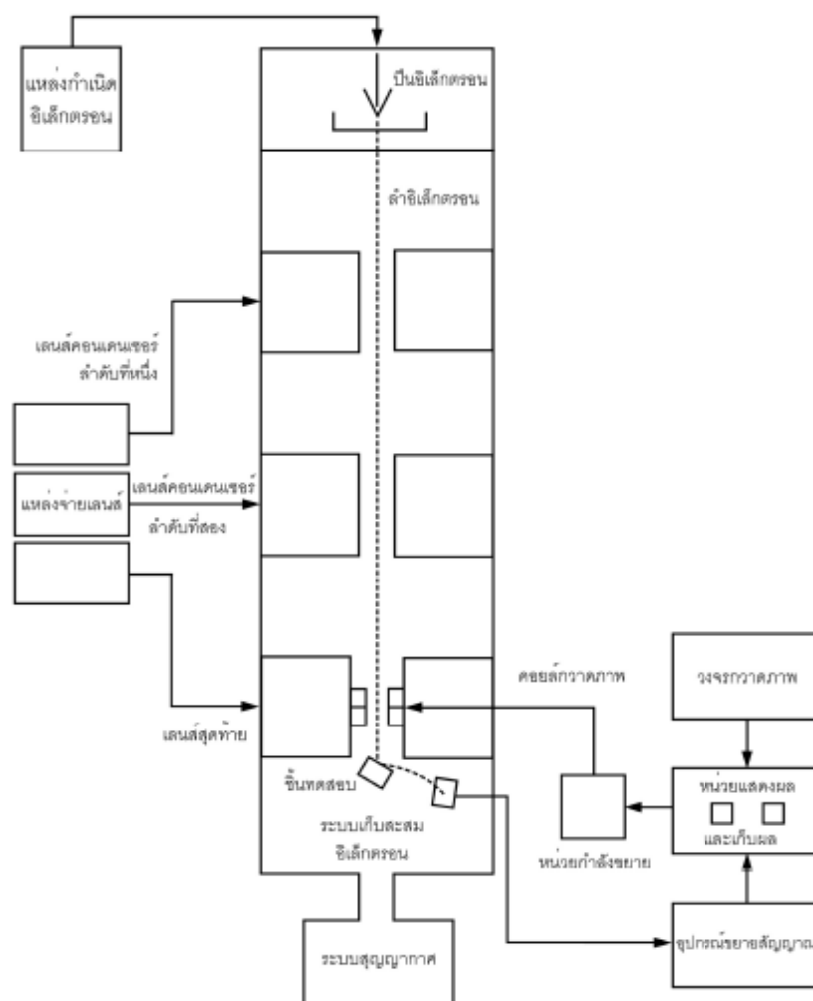 แหล่งกำเนิด
อิเล็กตรอน
ปืนอิเล็กตรอน
ลำอิเล็กตรอน
เลนส์คอนเดนเซอร์
ลำดับที่หนึ่ง
แหล่งจ่ายเลนส์
เลนส์คอนเดนเซอร์
ลำดับที่สอง
คอยล์กวาดภาพ
วงจรกวาดภาพ
เลนส์สุดท้าย
ชิ้นทดสอบ
หน่วยแสดงผล
และเก็บผล
ระบบเก็บสะสม
อิเล็กตรอน
หน่วยกำลังขยาย
ระบบสุญญากาศ
อุปกรณ์ขยายสัญญาณ